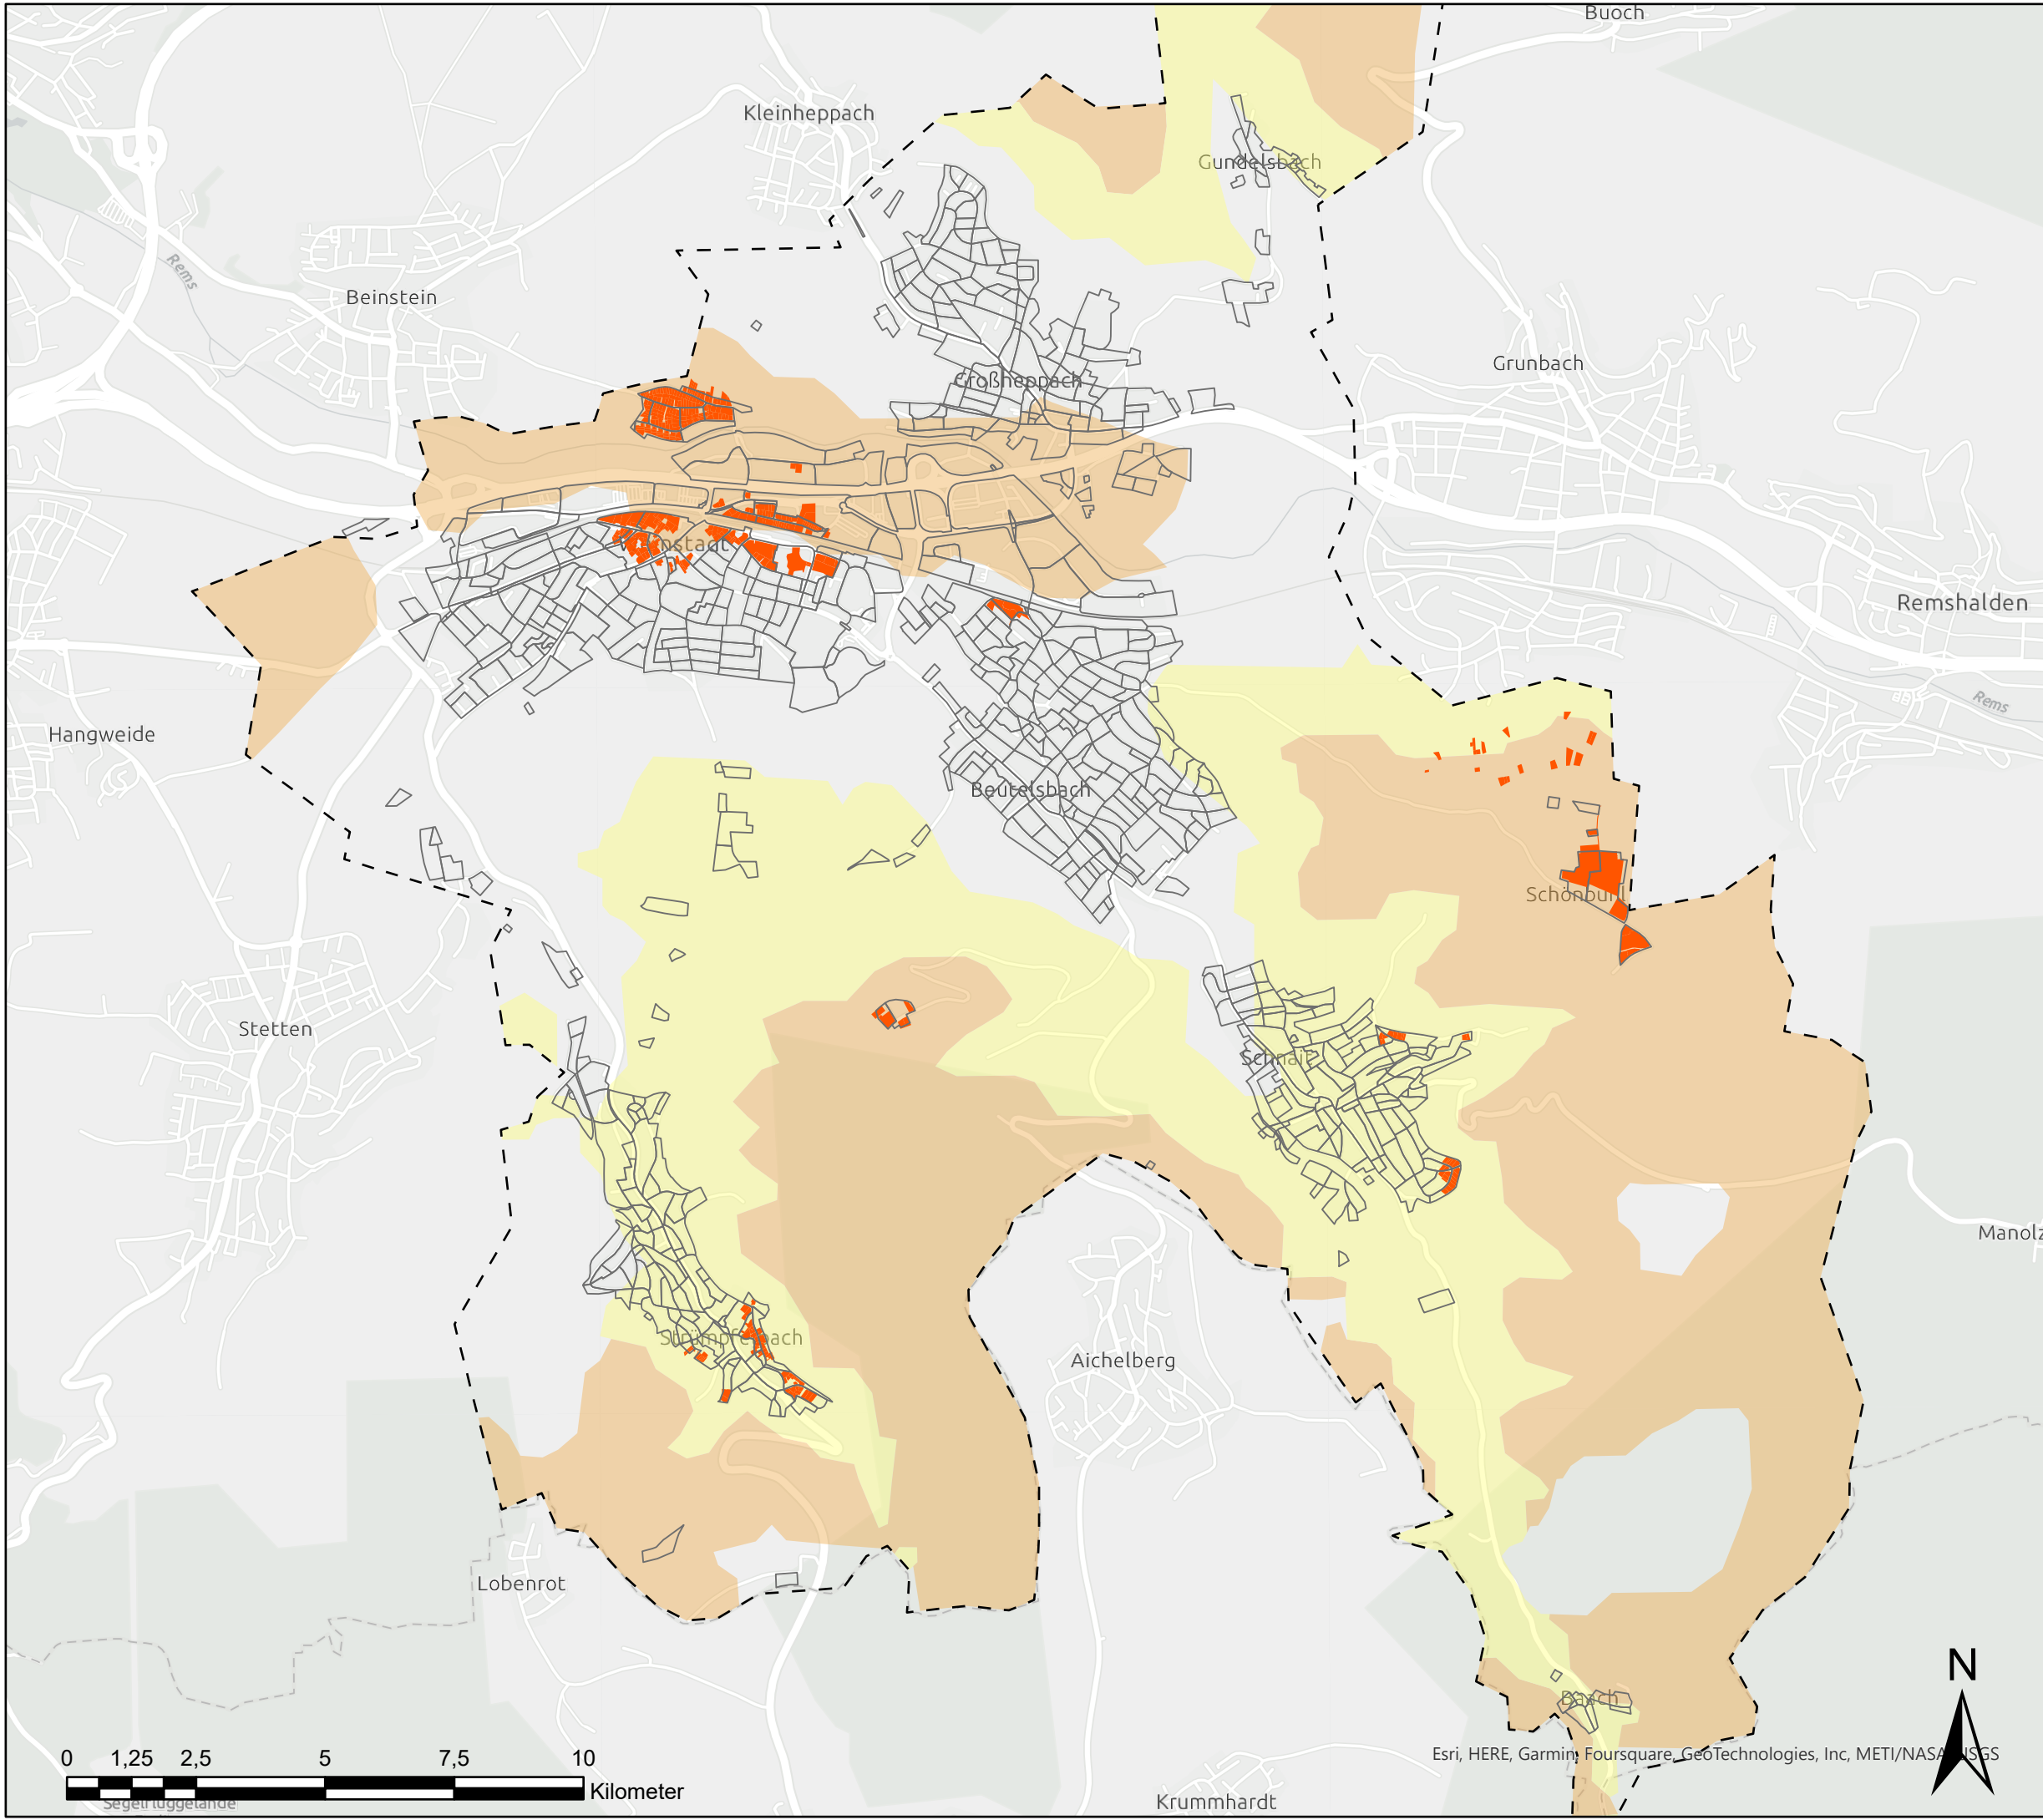 Buoch
Kleinheppach
Gundelsbach
Rems
Beinstein
Grunbach
Großheppach
Remshalden
Rems
Hangweide
Beutelsbach
Schönbühl
Stetten
Schnait
Manolz
Strümpfelbach
Aichelberg
Lobenrot
Baach
N
Esri, HERE, Garmin, Foursquare, GeoTechnologies, Inc, METI/NASA, USGS
0 1,25 2,5 5 7,5 10
Kilometer
Segelfluggelände
Krummhardt